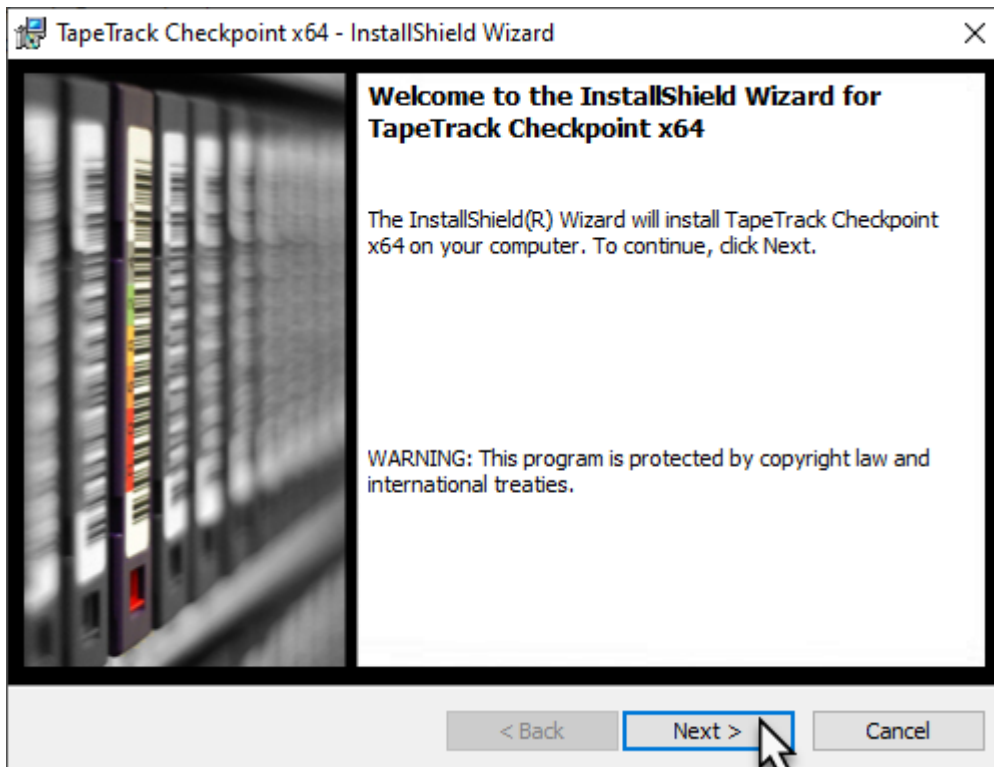 TapeTrack Checkpoint x64 - InstallShield Wizard
Welcome to the InstallShield Wizard for
TapeTrack Checkpoint x64
The InstallShield(R) Wizard will install TapeTrack Checkpoint
x64 on your computer. To continue, click Next.
WARNING: This program is protected by copyright law and
international treaties.
< Back
Next >
Cancel